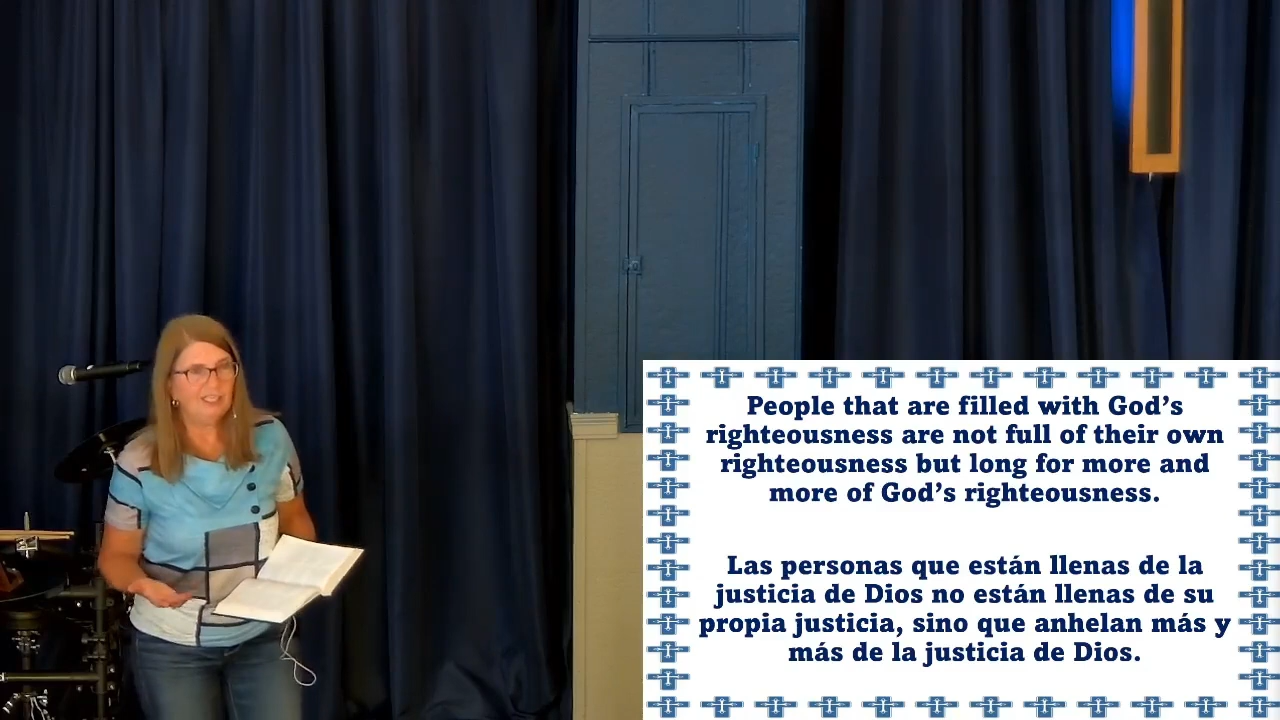 People that are filled with God's
righteousness are not full of their own
righteousness but long for more and
more of God's righteousness.
Las personas que están llenas de la
justicia de Dios no están llenas de su
propia justicia, sino que anhelan más y
más de la justicia de Dios.